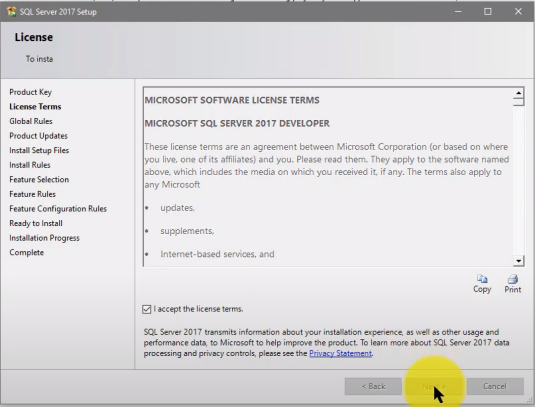 SQL Server 2017 Setup
License
To insta
Product Key
License Terms
Global Rules
Product Updates
Install Setup Files
Install Rules
Feature Selection
Feature Rules
Feature Configuration Rules
Ready to Install
Installation Progress
Complete
MICROSOFT SOFTWARE LICENSE TERMS
MICROSOFT SQL SERVER 2017 DEVELOPER
These license terms are an agreement between Microsoft Corporation (or based on where
you live, one of its affiliates) and you. Please read them. They apply to the software named
above, which includes the media on which you received it, if any. The terms also apply to
any Microsoft
• updates,
• supplements,
• Internet-based services, and
Copy Print
I accept the license terms.
SQL Server 2017 transmits information about your installation experience, as well as other usage and
performance data, to Microsoft to help improve the product. To learn more about SQL Server 2017 data
processing and privacy controls, please see the Privacy Statement.
< Back
Cancel